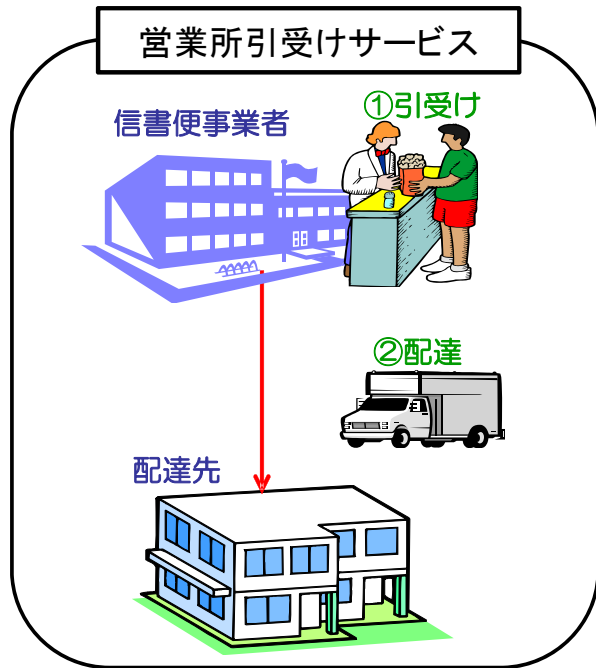 営業所引受けサービス
信書便事業者
①引受け
②配達
配達先